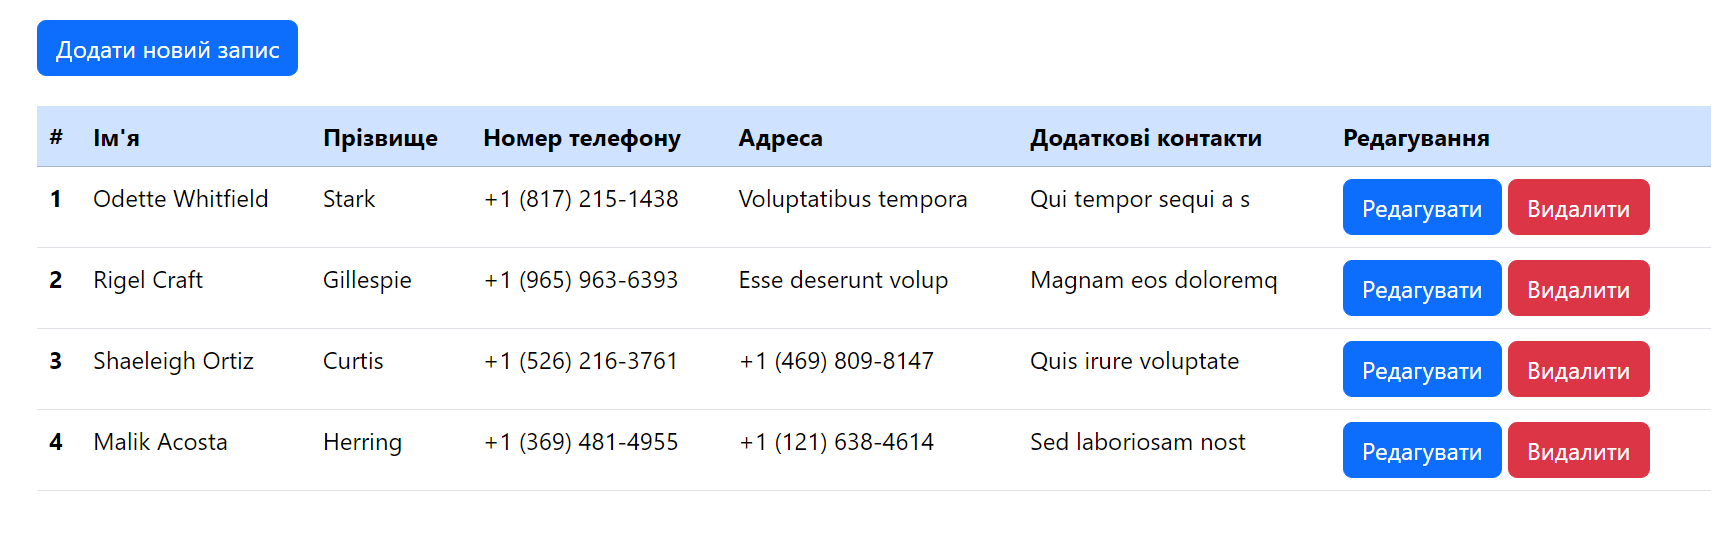 Додати новий запис
# Ім'я Прізвище Номер телефону Адреса Додаткові контакти Редагування
1 Odette Whitfield Stark +1 (817) 215-1438 Voluptatibus tempora Qui tempor sequi a s Редагувати Видалити
2 Rigel Craft Gillespie +1 (965) 963-6393 Esse deserunt volup Magnam eos doloremq Редагувати Видалити
3 Shaeleigh Ortiz Curtis +1 (526) 216-3761 +1 (469) 809-8147 Quis irure voluptate Редагувати Видалити
4 Malik Acosta Herring +1 (369) 481-4955 +1 (121) 638-4614 Sed laboriosam nost Редагувати Видалити